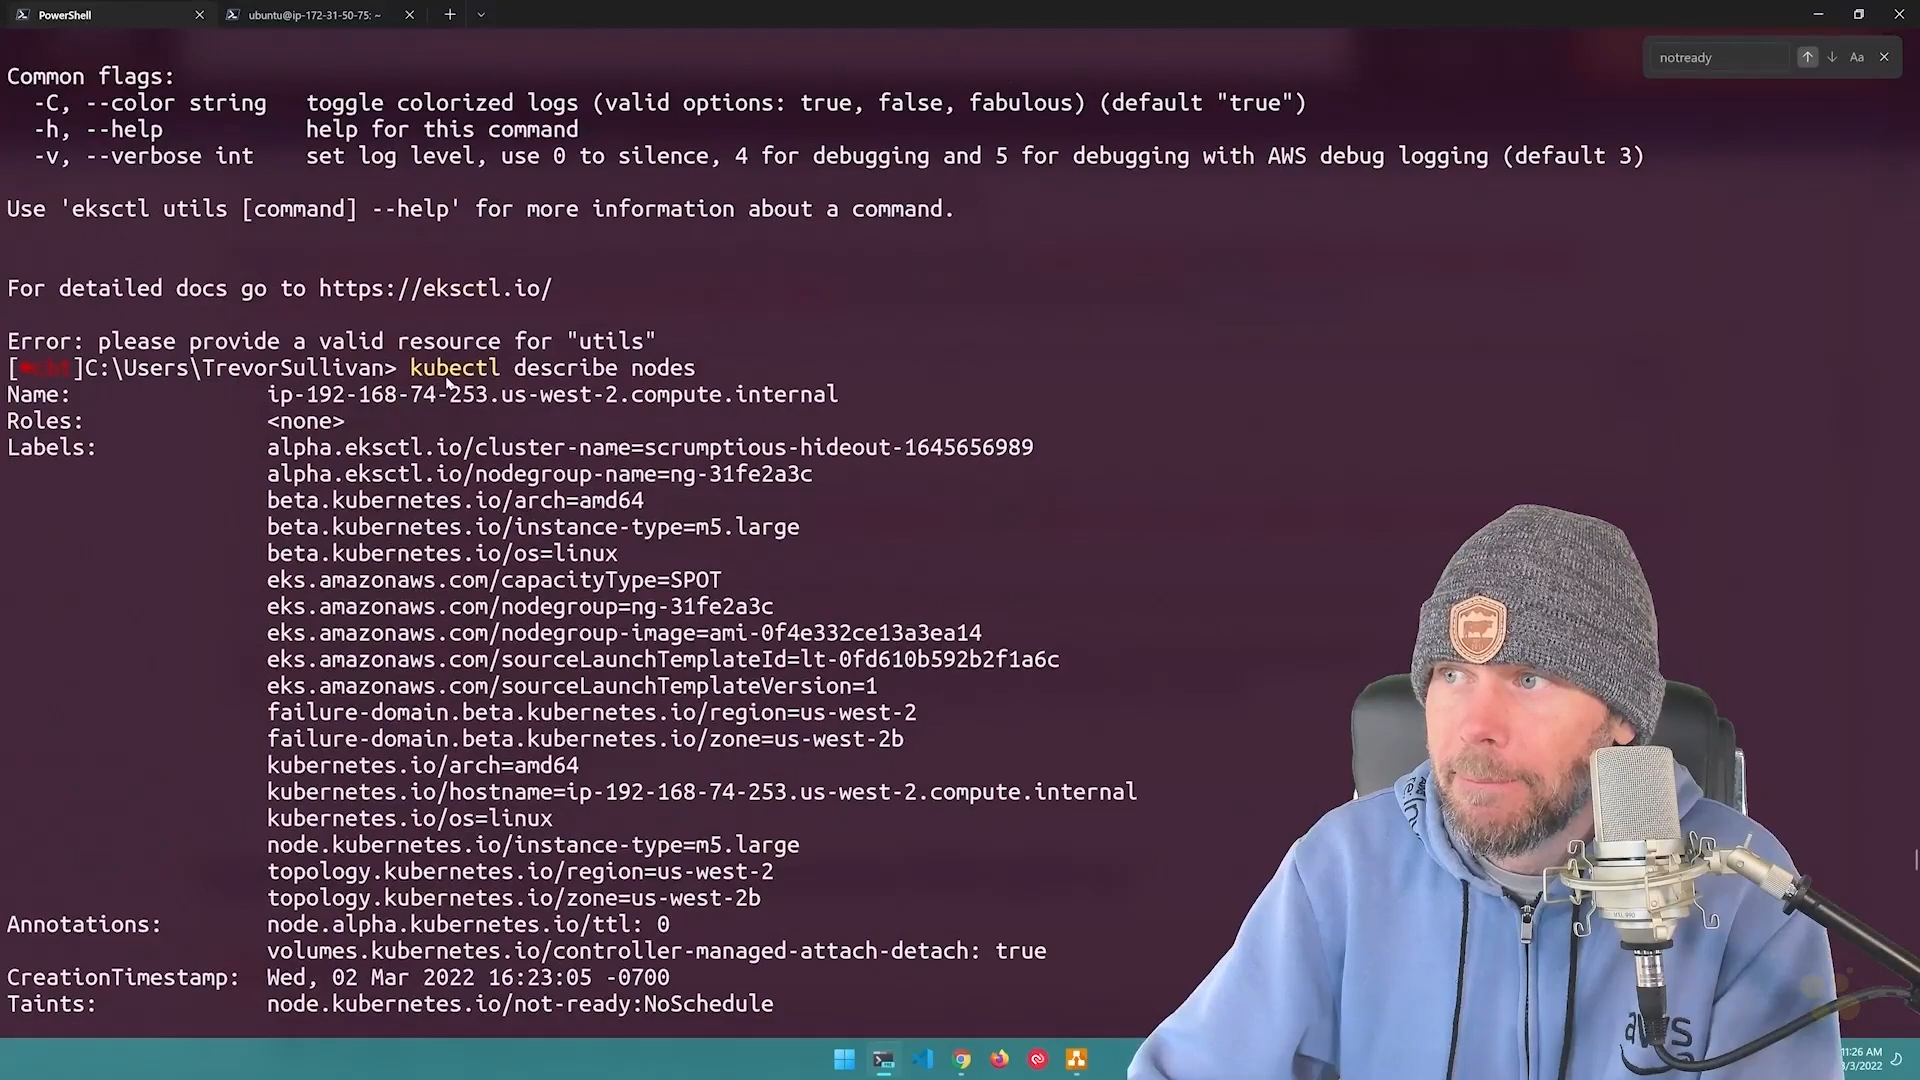 PowerShell
ubuntu@ip-172-31-50-75: ~
notready
Aa
Common flags:
-C, --color string toggle colorized logs (valid options: true, false, fabulous) (default "true")
-h, --help help for this command
-v, --verbose int set log level, use 0 to silence, 4 for debugging and 5 for debugging with AWS debug logging (default 3)
Use 'eksctl utils [command] --help' for more information about a command.
For detailed docs go to https://eksctl.io/
Error: please provide a valid resource for "utils"
[❤cbt]C:\Users\TrevorSullivan> kubectl describe nodes
Name: ip-192-168-74-253.us-west-2.compute.internal
Roles: <none>
Labels: alpha.eksctl.io/cluster-name=scrumptious-hideout-1645656989
alpha.eksctl.io/nodegroup-name=ng-31fe2a3c
beta.kubernetes.io/arch=amd64
beta.kubernetes.io/instance-type=m5.large
beta.kubernetes.io/os=linux
eks.amazonaws.com/capacityType=SPOT
eks.amazonaws.com/nodegroup=ng-31fe2a3c
eks.amazonaws.com/nodegroup-image=ami-0f4e332ce13a3ea14
eks.amazonaws.com/sourceLaunchTemplateId=lt-0fd610b592b2f1a6c
eks.amazonaws.com/sourceLaunchTemplateVersion=1
failure-domain.beta.kubernetes.io/region=us-west-2
failure-domain.beta.kubernetes.io/zone=us-west-2b
kubernetes.io/arch=amd64
kubernetes.io/hostname=ip-192-168-74-253.us-west-2.compute.internal
kubernetes.io/os=linux
node.kubernetes.io/instance-type=m5.large
topology.kubernetes.io/region=us-west-2
topology.kubernetes.io/zone=us-west-2b
Annotations: node.alpha.kubernetes.io/ttl: 0
volumes.kubernetes.io/controller-managed-attach-detach: true
CreationTimestamp: Wed, 02 Mar 2022 16:23:05 -0700
Taints: node.kubernetes.io/not-ready:NoSchedule
aws
11:26 AM
3/3/2022